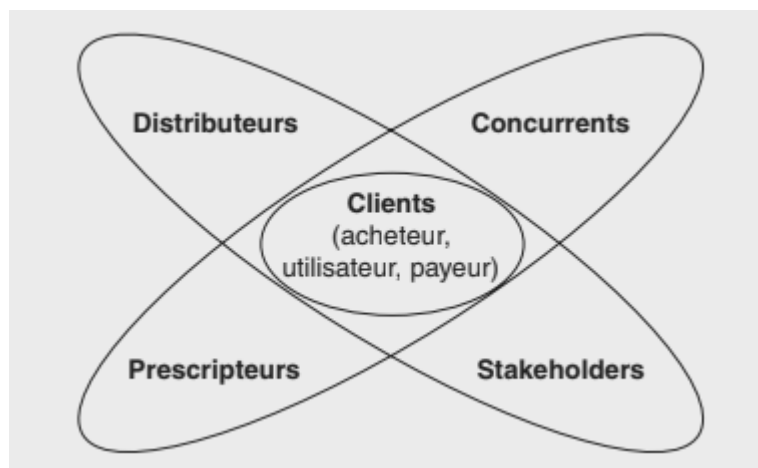 Distributeurs
Concurrents
Clients
(acheteur,
utilisateur, payeur)
Prescripteurs
Stakeholders